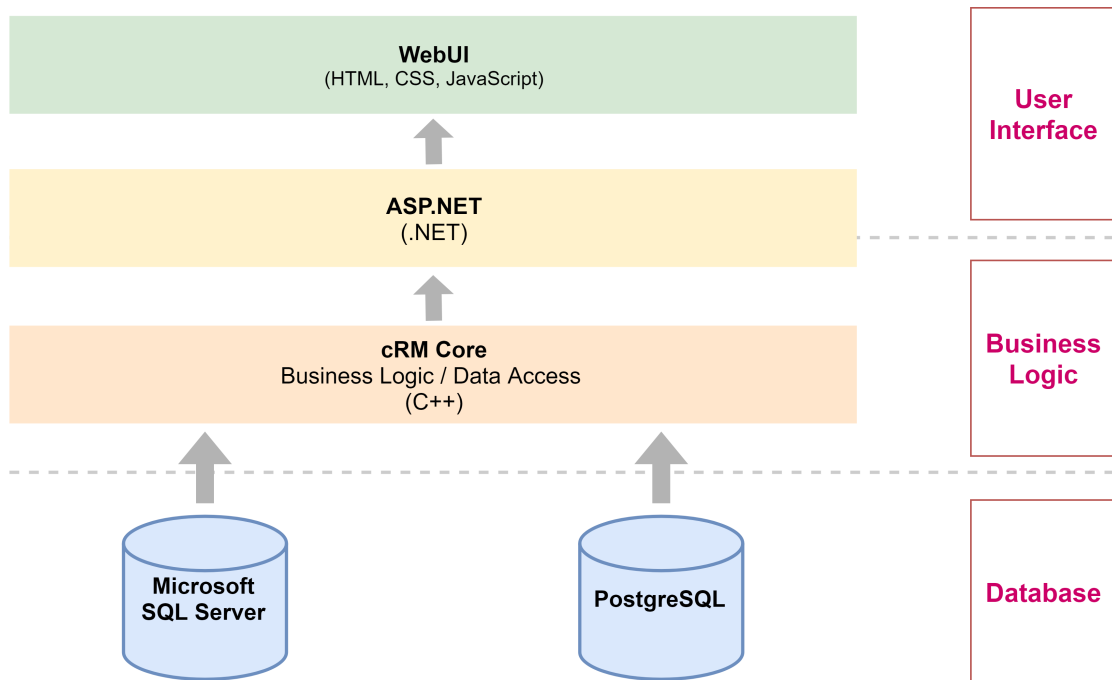 WebUI
(HTML, CSS, JavaScript)
User
Interface
ASP.NET
(.NET)
cRM Core
Business Logic / Data Access
(C++)
Business
Logic
Microsoft
SQL Server
PostgreSQL
Database